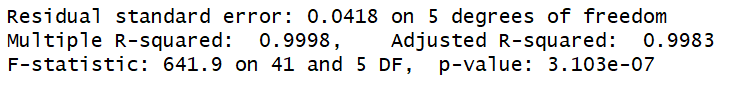 Residual standard error: 0.0418 on 5 degrees of freedom
Multiple R-squared:  0.9998,    Adjusted R-squared:  0.9983
F-statistic: 641.9 on 41 and 5 DF,  p-value: 3.103e-07